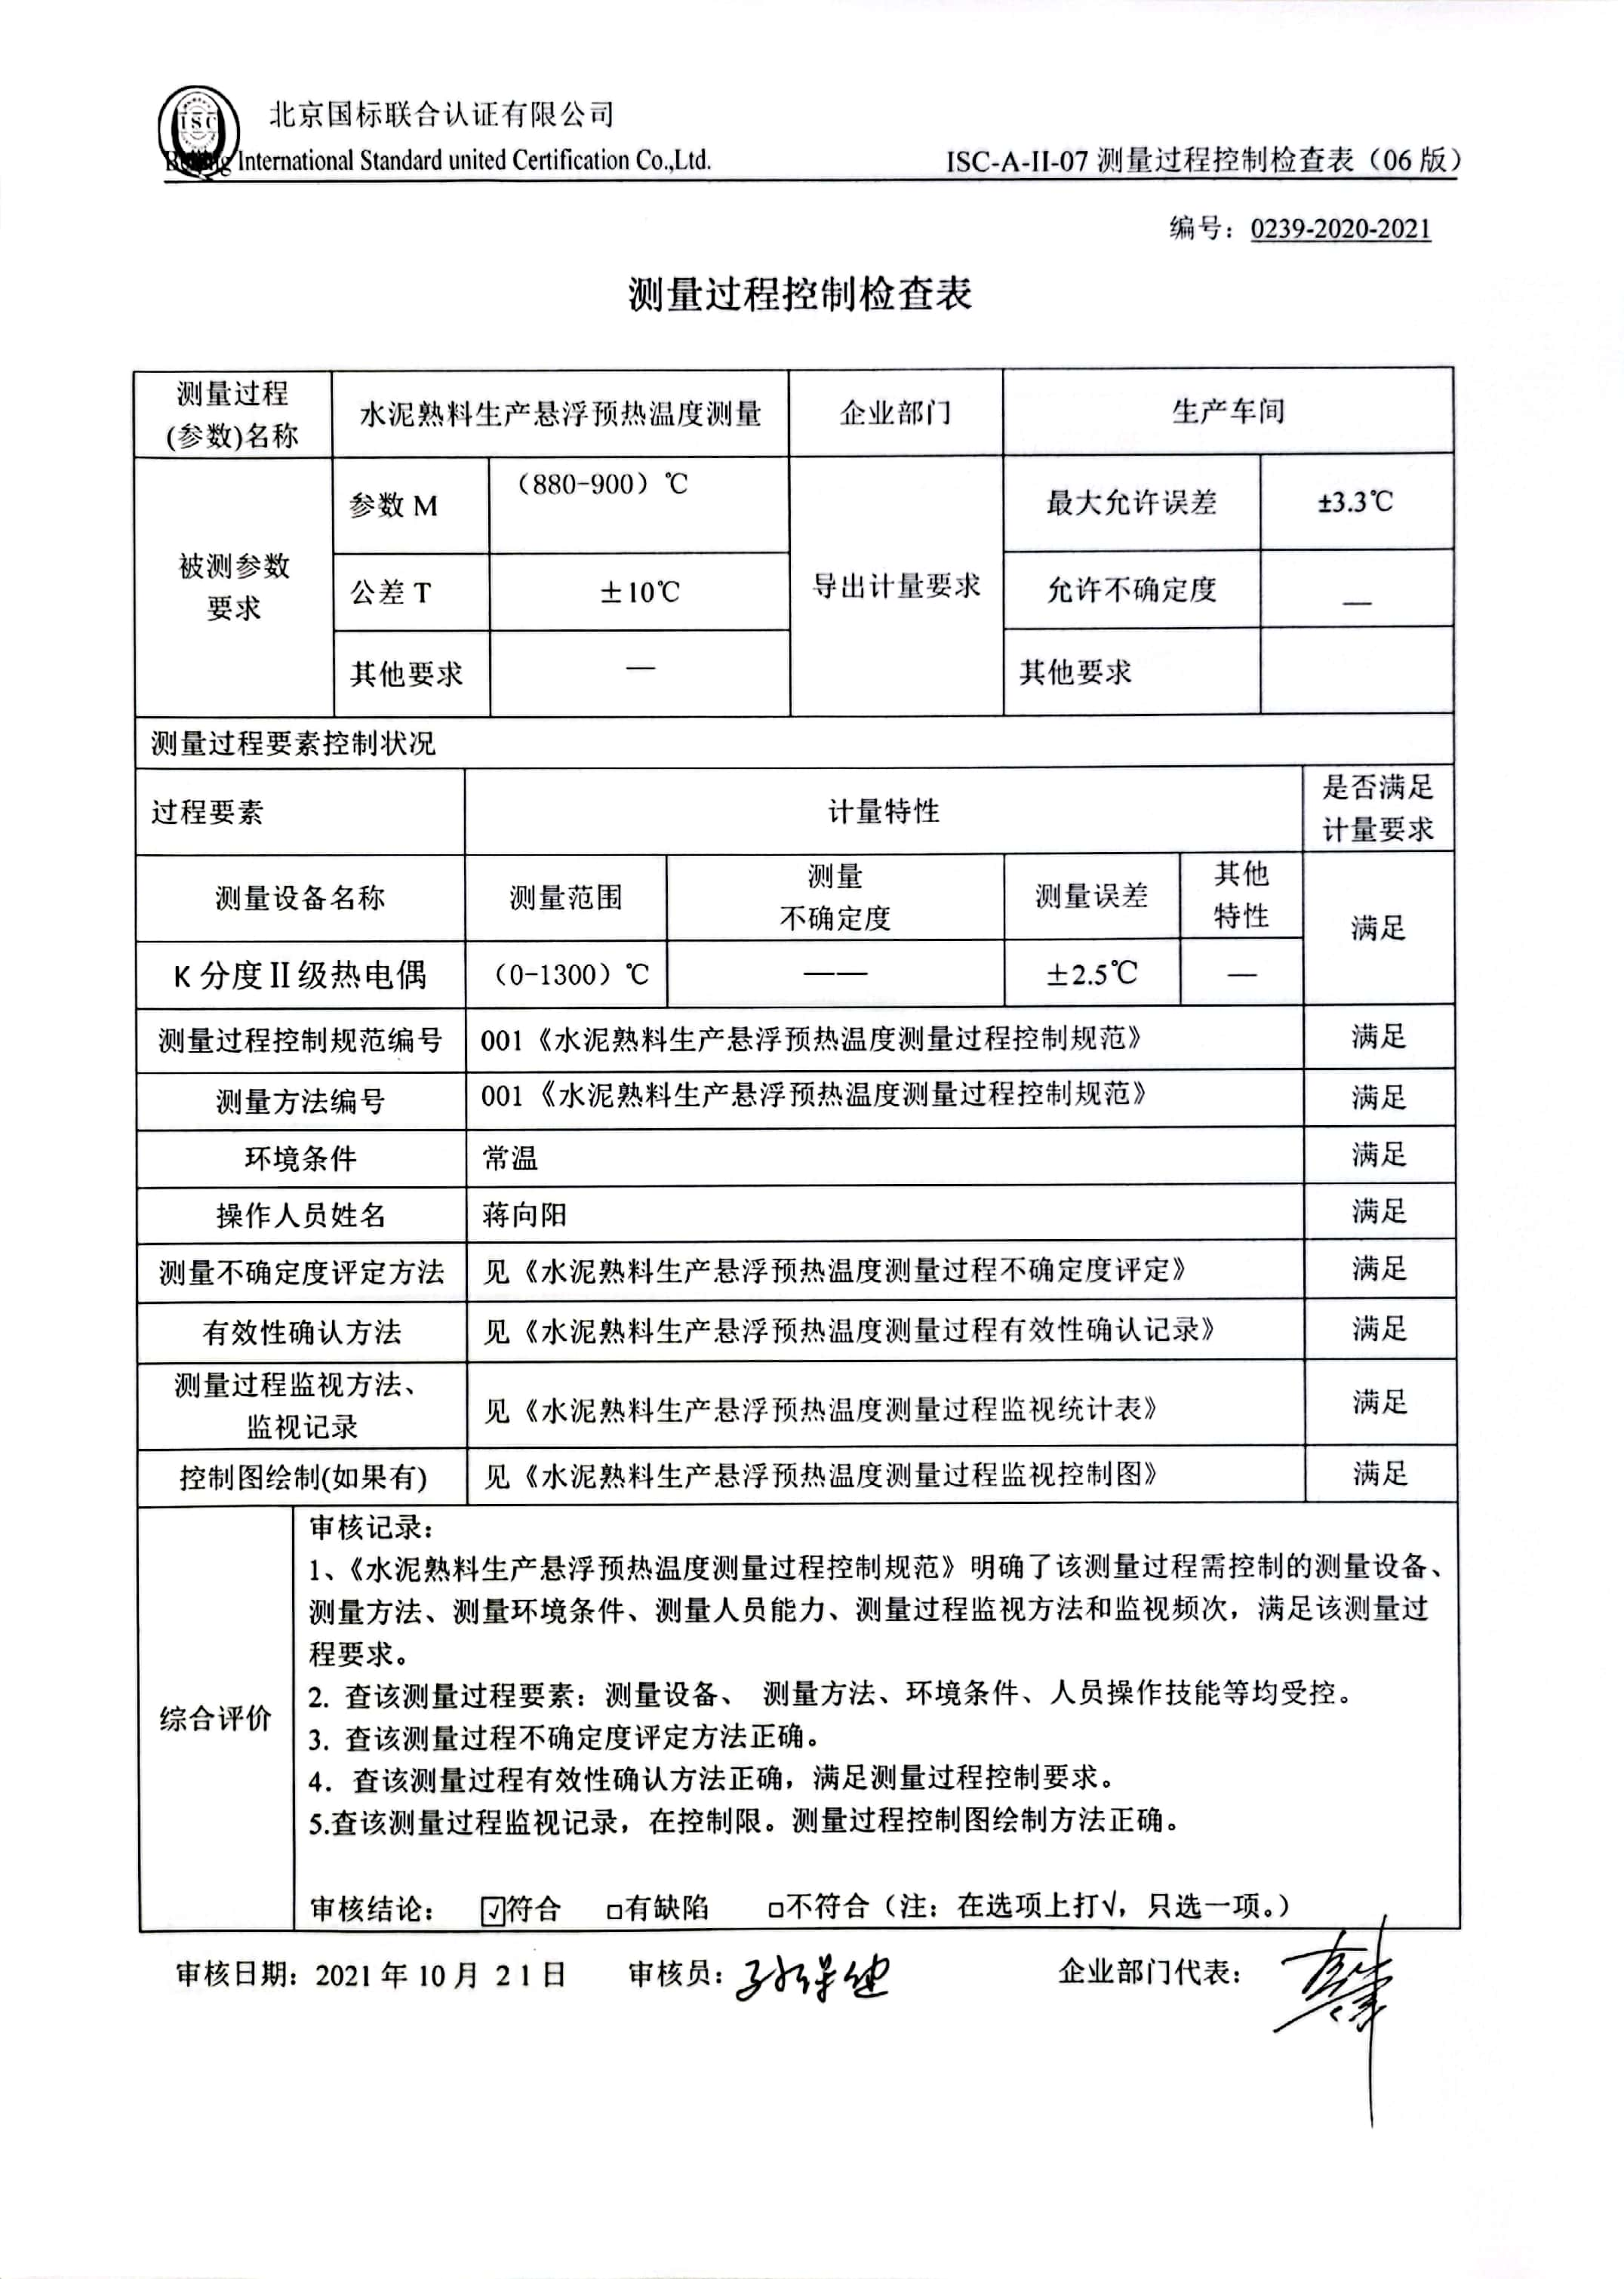 北京国标联合认证有限公司
International Standard united Certification Co.,Ltd.
ISC-A-II-07 测量过程控制检查表（06 版）
编号：0239-2020-2021
测量过程控制检查表
测量过程
(参数)名称
水泥熟料生产悬浮预热温度测量
企业部门
生产车间
被测参数
要求
参数 M
（880-900）℃
导出计量要求
最大允许误差
±3.3℃
公差 T
±10℃
允许不确定度
—
其他要求
—
其他要求
测量过程要素控制状况
过程要素
计量特性
是否满足
计量要求
测量设备名称
测量范围
测量
不确定度
测量误差
其他
特性
满足
K 分度 II 级热电偶
（0-1300）℃
——
±2.5℃
—
测量过程控制规范编号
001《水泥熟料生产悬浮预热温度测量过程控制规范》
满足
测量方法编号
001《水泥熟料生产悬浮预热温度测量过程控制规范》
满足
环境条件
常温
满足
操作人员姓名
蒋向阳
满足
测量不确定度评定方法
见《水泥熟料生产悬浮预热温度测量过程不确定度评定》
满足
有效性确认方法
见《水泥熟料生产悬浮预热温度测量过程有效性确认记录》
满足
测量过程监视方法、
监视记录
见《水泥熟料生产悬浮预热温度测量过程监视统计表》
满足
控制图绘制(如果有)
见《水泥熟料生产悬浮预热温度测量过程监视控制图》
满足
综合评价
审核记录：
1、《水泥熟料生产悬浮预热温度测量过程控制规范》明确了该测量过程需控制的测量设备、
测量方法、测量环境条件、测量人员能力、测量过程监视方法和监视频次，满足该测量过
程要求。
2. 查该测量过程要素：测量设备、 测量方法、环境条件、人员操作技能等均受控。
3. 查该测量过程不确定度评定方法正确。
4. 查该测量过程有效性确认方法正确，满足测量过程控制要求。
5.查该测量过程监视记录，在控制限。测量过程控制图绘制方法正确。
审核结论： ☑符合 □有缺陷 □不符合（注：在选项上打√，只选一项。）
审核日期：2021 年 10 月 21日 审核员： 企业部门代表：